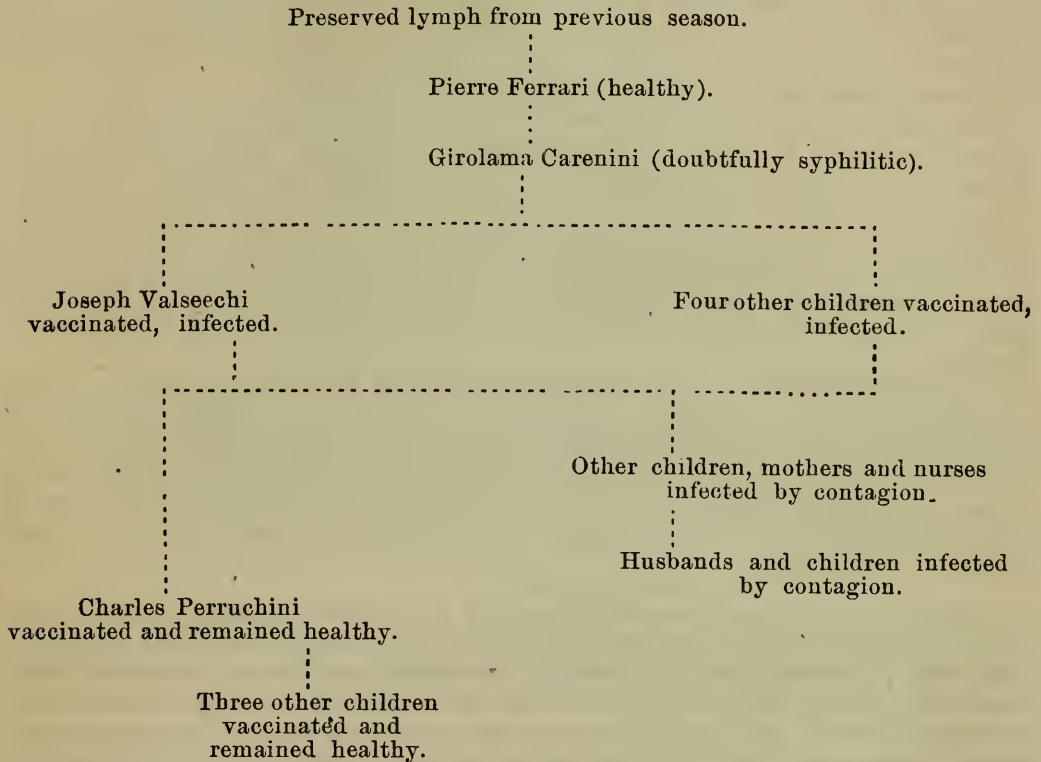 Preserved lymph from previous season.
Pierre Ferrari (healthy).
Girolama Carenini (doubtfully syphilitic).
Joseph Valseechi
vaccinated, infected.
Four other children vaccinated,
infected.
Other children, mothers and nurses
infected by contagion.
Husbands and children infected
by contagion.
Charles Perruchini
vaccinated and remained healthy.
Three other children
vaccinated and
remained healthy.